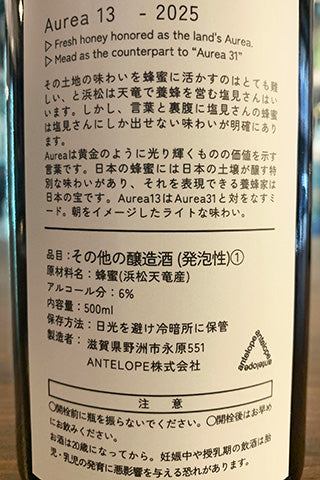 Aurea 13 - 2025
▷ Fresh honey honored as the land's Aurea.
▷ Mead as the counterpart to "Aurea 31"
その土地の味わいを蜂蜜に活かすのはとても難
しい、と浜松は天竜で養蜂を営む塩見さんはい
います。しかし、言葉と裏腹に塩見さんの蜂蜜
は塩見さんにしか出せない味わいが明確にあり
ます。
Aureaは黄金のように光り輝くものの価値を示す
言葉です。日本の蜂蜜には日本の土壌が醸す特
別な味わいがあり、それを表現できる養蜂家は
日本の宝です。Aurea13はAurea31と対をなすミ
ード。朝をイメージしたライトな味わい。
品目：その他の醸造酒 (発泡性)①
原材料名：蜂蜜(浜松天竜産)
アルコール分：6%
内容量：500ml
保存方法：日光を避け冷暗所に保管
製造者：滋賀県野洲市永原551
ANTELOPE株式会社
antelope antelope antelope
注 意
○開栓前に瓶を振らないでください。○開栓後はお早め
にお飲みください。
お酒は20歳になってから。妊娠中や授乳期の飲酒は胎
児・乳児の発育に悪影響を与える恐れがあります。